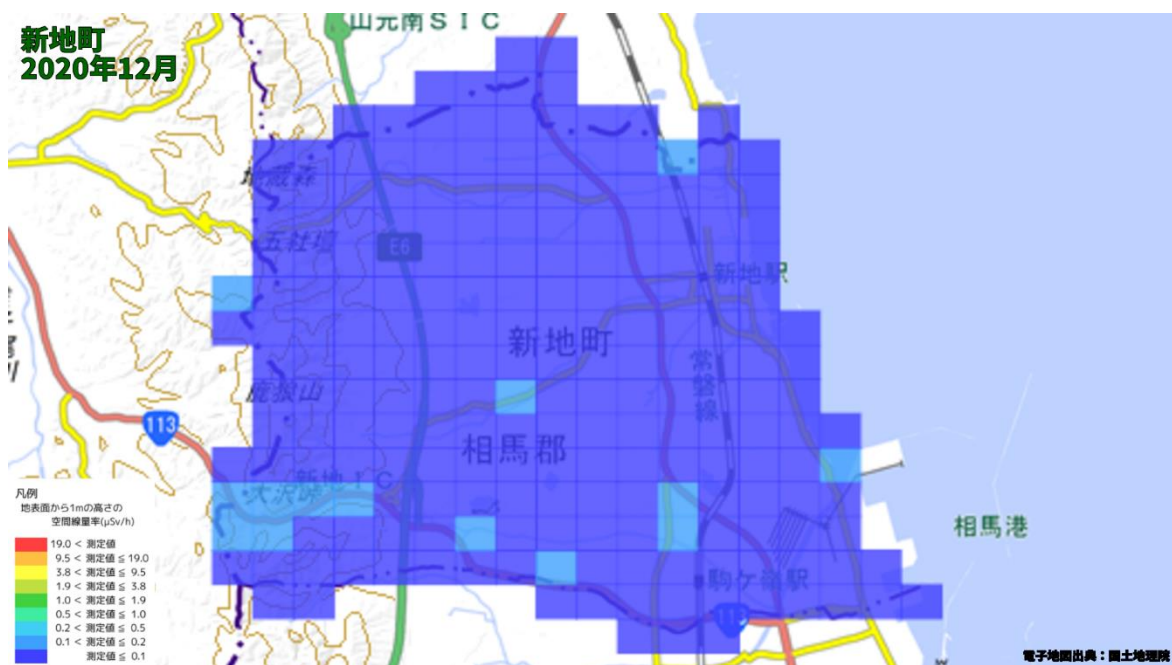 新地町
2020年12月
山元南ＳＩＣ
地蔵森
五社壇
E6
新地駅
新地町
常磐線
鹿狼山
113
相馬郡
新地ＩＣ
大沢峠
相馬港
駒ケ嶺駅
113
凡例
地表面から1mの高さの
空間線量率(μSv/h)
19.0 < 測定値
9.5 < 測定値 ≤ 19.0
3.8 < 測定値 ≤ 9.5
1.9 < 測定値 ≤ 3.8
1.0 < 測定値 ≤ 1.9
0.5 < 測定値 ≤ 1.0
0.2 < 測定値 ≤ 0.5
0.1 < 測定値 ≤ 0.2
測定値 ≤ 0.1
電子地図出典：国土地理院